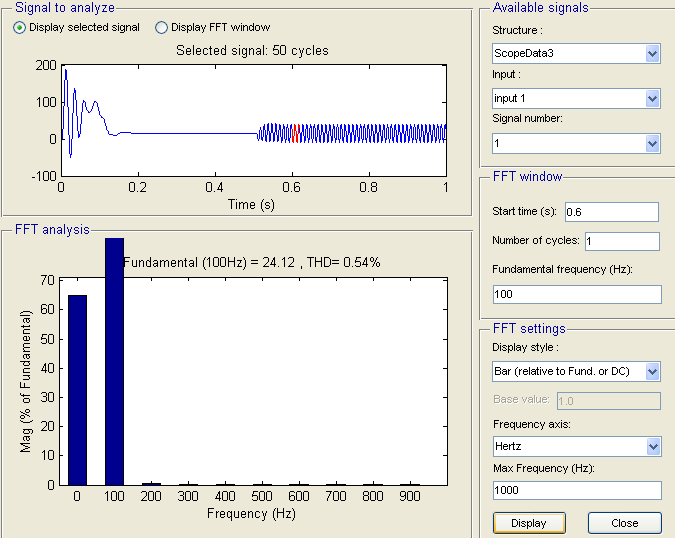 Signal to analyze
Display selected signal Display FFT window
Selected signal: 50 cycles
200
100
0
-100
0 0.2 0.4 0.6 0.8 1
Time (s)
FFT analysis
Fundamental (100Hz) = 24.12 , THD= 0.54%
70
60
50
40
30
20
10
0
Mag (% of Fundamental)
0 100 200 300 400 500 600 700 800 900
Frequency (Hz)
Available signals
Structure :
ScopeData3
Input :
input 1
Signal number:
1
FFT window
Start time (s): 0.6
Number of cycles: 1
Fundamental frequency (Hz):
100
FFT settings
Display style :
Bar (relative to Fund. or DC)
Base value: 1.0
Frequency axis:
Hertz
Max Frequency (Hz):
1000
Display Close